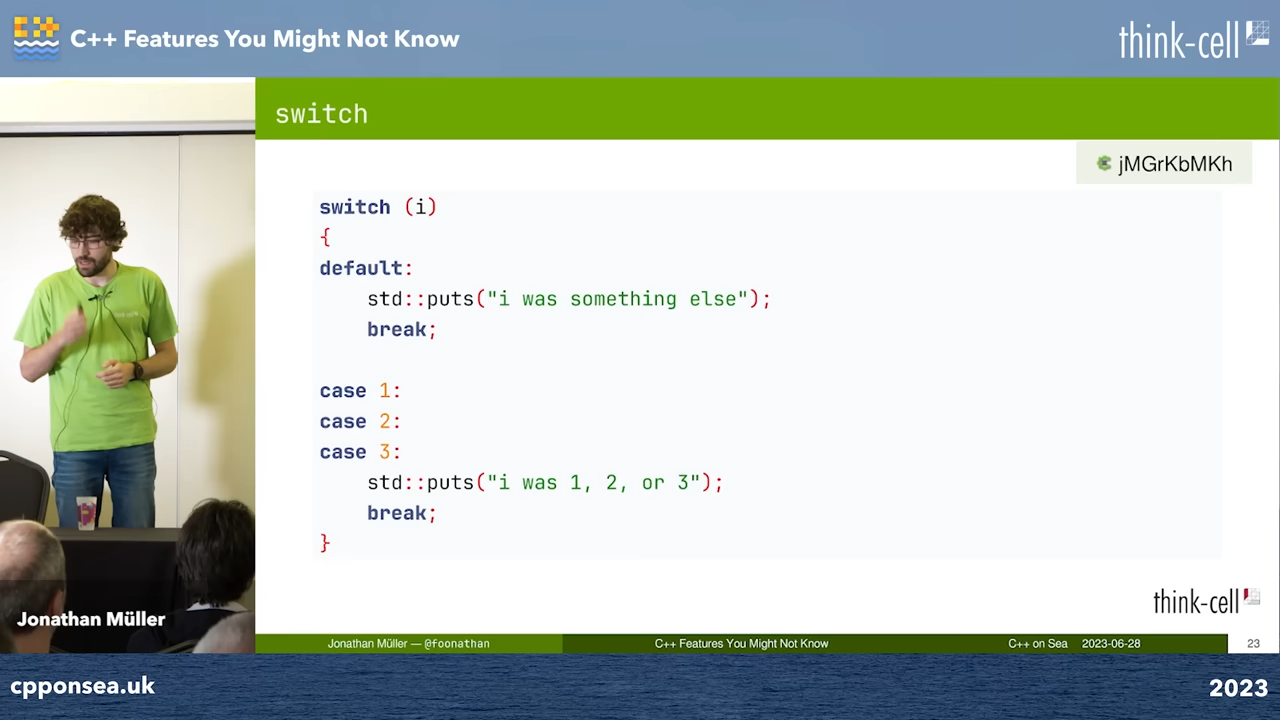 C++ Features You Might Not Know
think-cell
switch
jMGrKbMKh
switch (i)
{
default:
    std::puts("i was something else");
    break;

case 1:
case 2:
case 3:
    std::puts("i was 1, 2, or 3");
    break;
}
think-cell
Jonathan Müller
Jonathan Müller — @foonathan
C++ Features You Might Not Know
C++ on Sea 2023-06-28
23
cpponsea.uk
2023